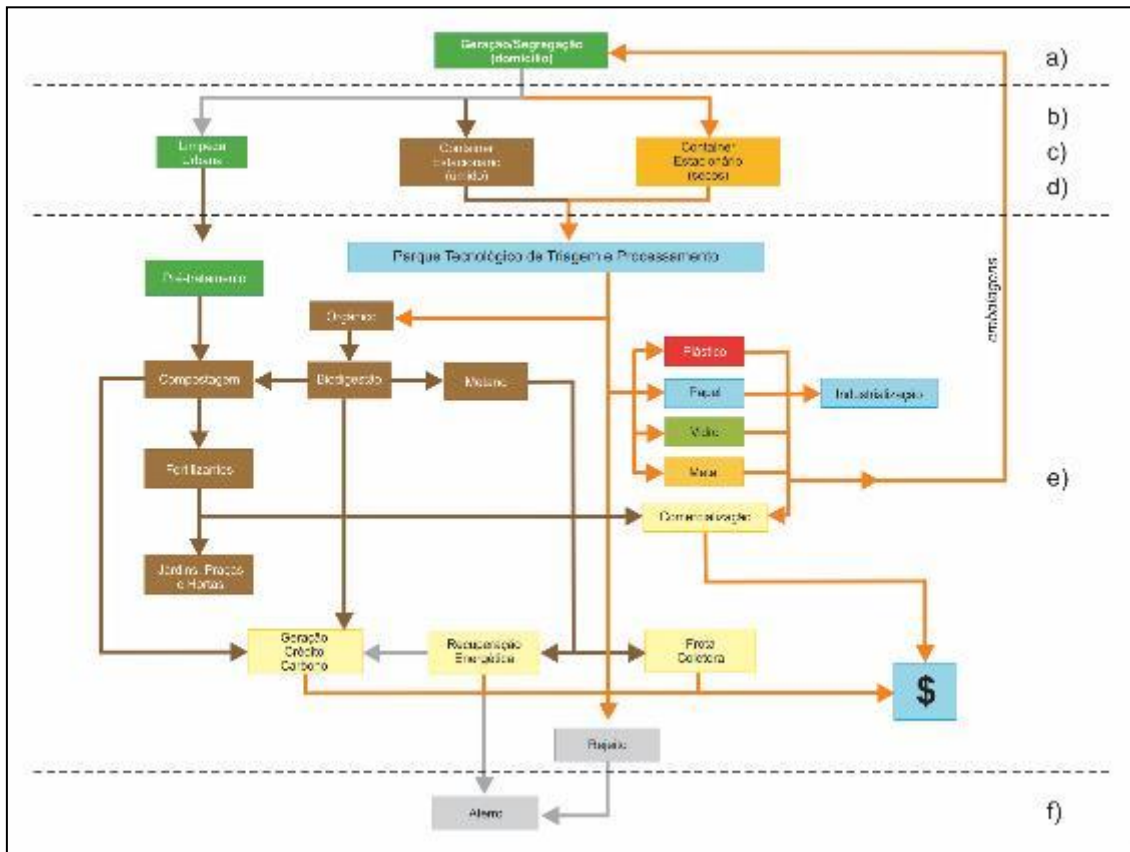 Geração/Segregação
(domicílio)
a)
b)
c)
d)
Limpeza
Urbana
Container
Estacionário
(úmido)
Container
Estacionário
(secos)
Parque Tecnológico de Triagem e Processamento
Pré-tratamento
Orgânico
Compostagem
Biodigestão
Metano
Plástico
Papel
Vidro
Metal
Industrialização
embalagens
Fertilizantes
e)
Comercialização
Jardins, Praças
e Hortas
Geração
Crédito
Carbono
Recuperação
Energética
Frota
Coletora
$
Rejeito
Aterro
f)